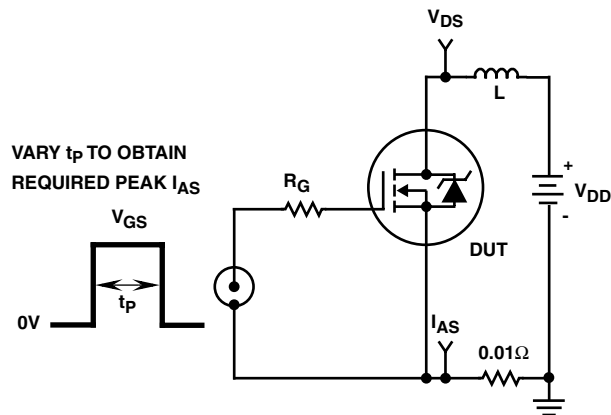 VDS
L
VARY tP TO OBTAIN
REQUIRED PEAK IAS
RG
+
VDD
-
VGS
DUT
tP
0V
IAS
0.01Ω